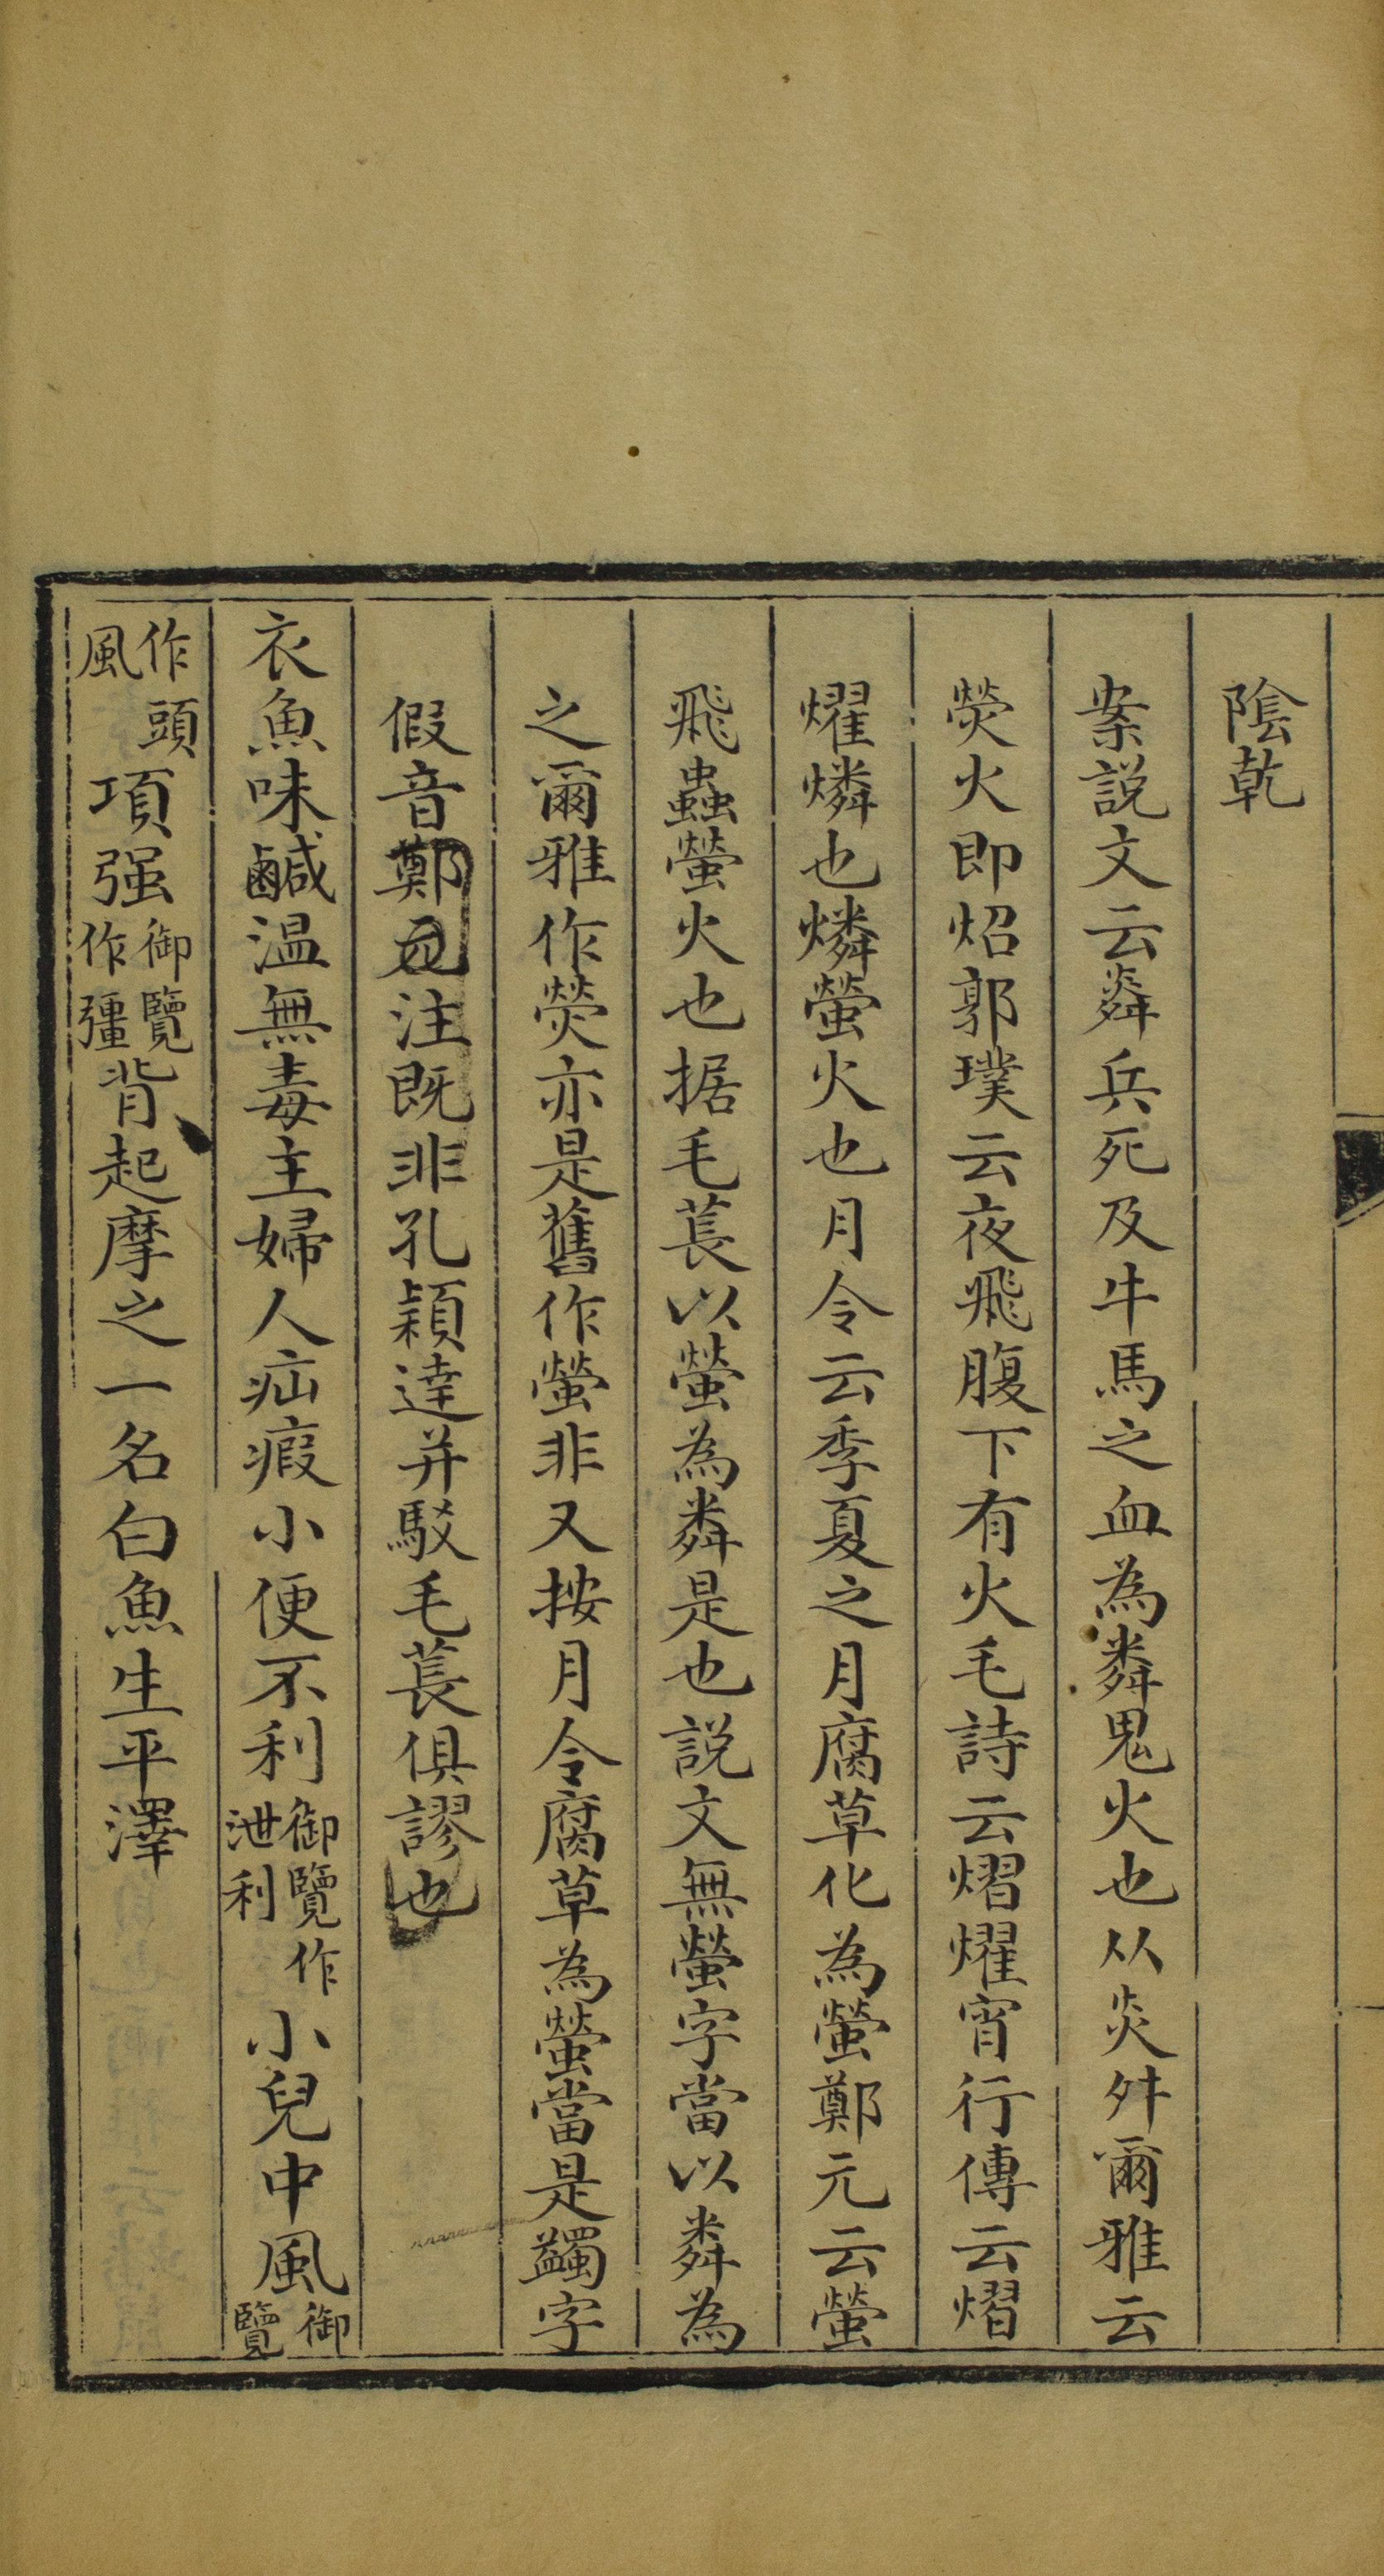 陰乾
案説文云粦兵死及牛馬之血為粦鬼火也从炎舛爾雅云
熒火即炤郭璞云夜飛腹下有火毛詩云熠燿宵行傳云熠
燿燐也燐螢火也月令云季夏之月腐草化為螢鄭元云螢
飛蟲螢火也据毛萇以螢為粦是也説文無螢字當以粦為
之爾雅作熒亦是舊作螢非又按月令腐草為螢當是蠲字
假音鄭元注既非孔穎達并駁毛萇俱謬也
衣魚味鹹温無毒主婦人疝瘕小便不利御覽作泄利小兒中風御覽
作風頭項强御覽作彊背起摩之一名白魚生平澤